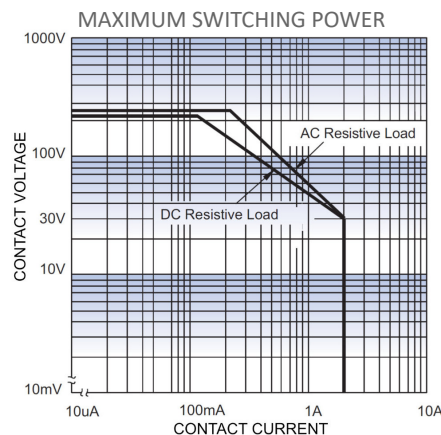 MAXIMUM SWITCHING POWER
1000V
AC Resistive Load
100V
DC Resistive Load
30V
10V
10mV
10uA 100mA 1A 10A
CONTACT VOLTAGE
CONTACT CURRENT